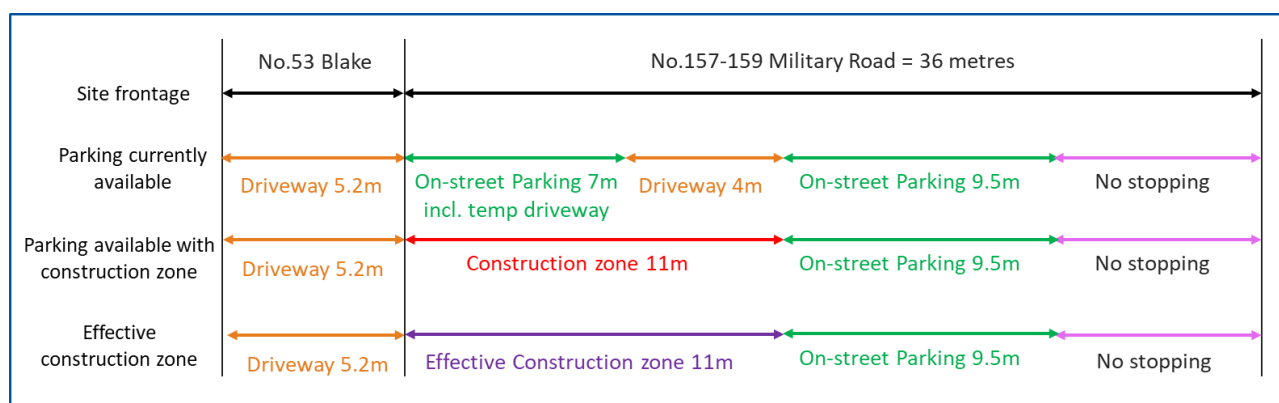 No.53 Blake
No.157-159 Military Road = 36 metres
Site frontage
Parking currently
available
Driveway 5.2m
On-street Parking 7m
incl. temp driveway
Driveway 4m
On-street Parking 9.5m
No stopping
Parking available with
construction zone
Driveway 5.2m
Construction zone 11m
On-street Parking 9.5m
No stopping
Effective
construction zone
Driveway 5.2m
Effective Construction zone 11m
On-street Parking 9.5m
No stopping